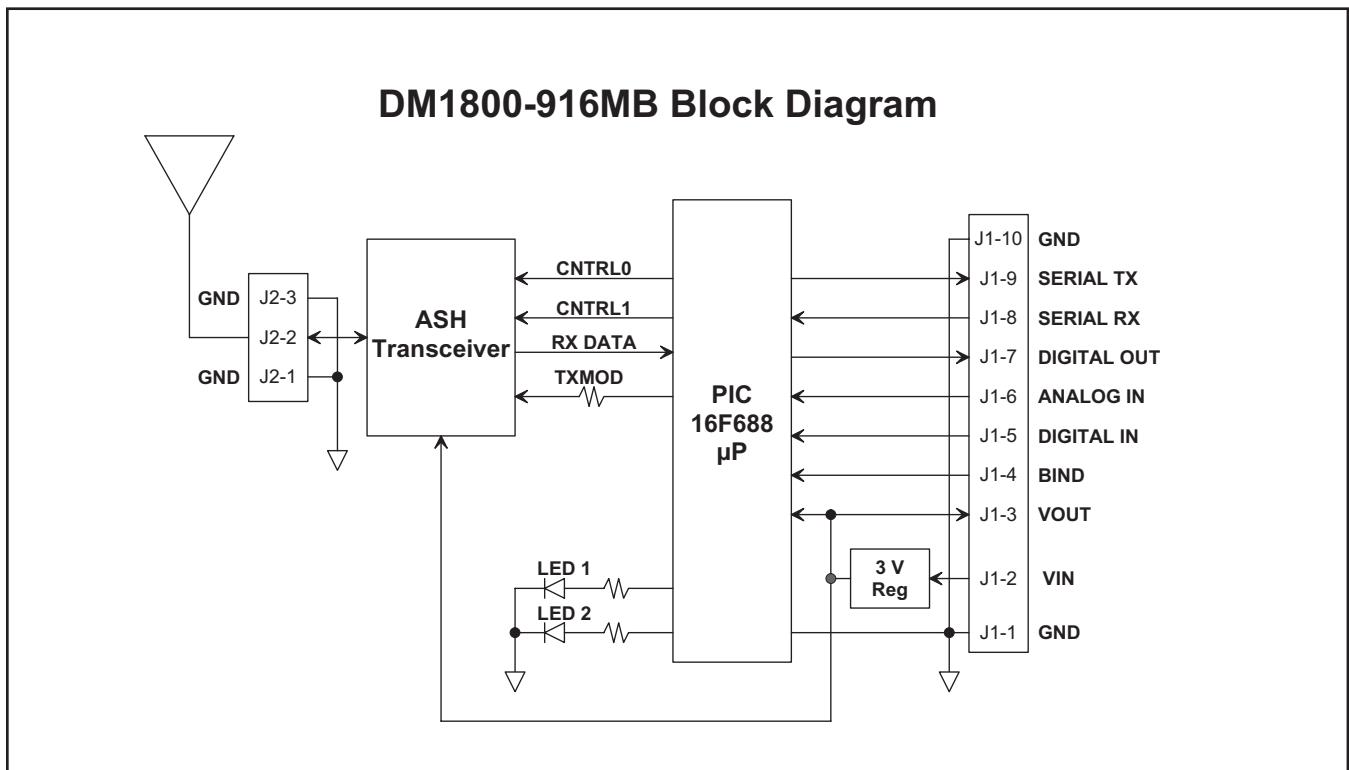 DM1800-916MB Block Diagram
GND J2-3
J2-2
GND J2-1
ASH
Transceiver
CNTRL0
CNTRL1
RX DATA
TXMOD
LED 1
LED 2
PIC
16F688
µP
3 V
Reg
J1-10 GND
J1-9 SERIAL TX
J1-8 SERIAL RX
J1-7 DIGITAL OUT
J1-6 ANALOG IN
J1-5 DIGITAL IN
J1-4 BIND
J1-3 VOUT
J1-2 VIN
J1-1 GND